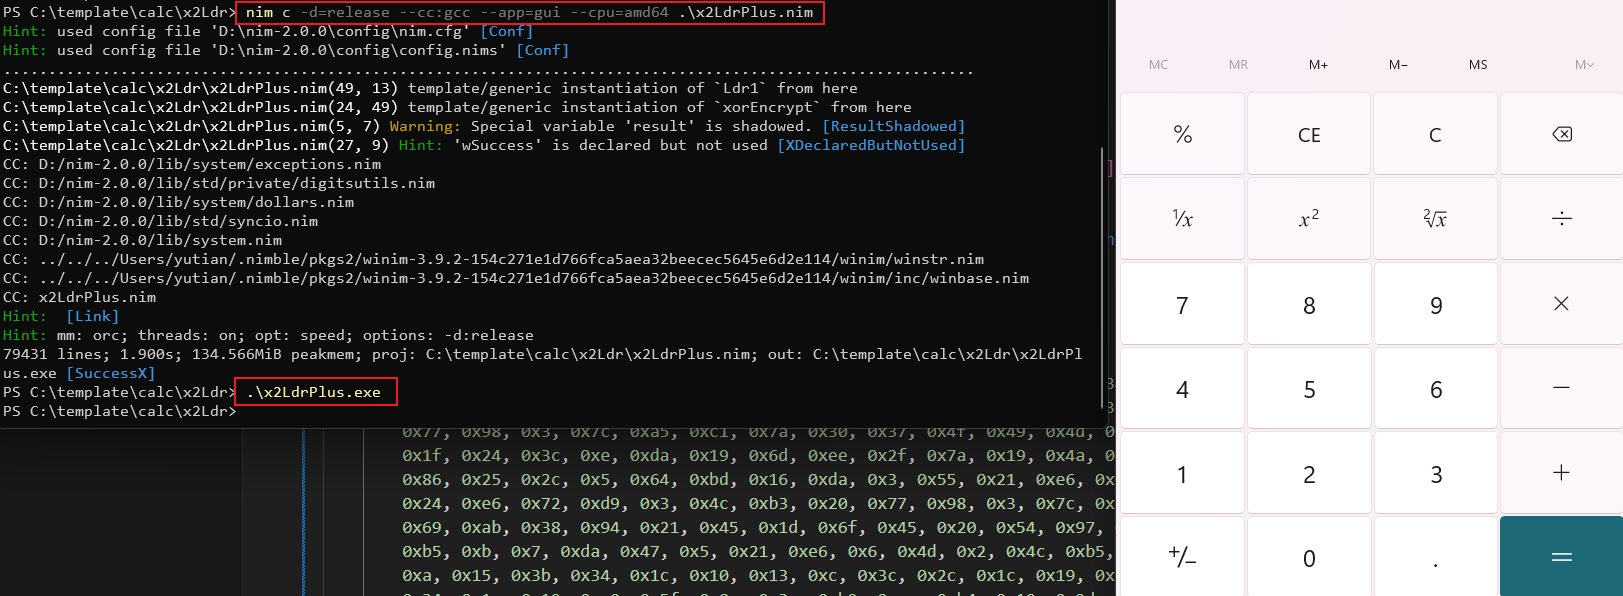 PS C:\template\calc\x2Ldr> nim c -d=release --cc:gcc --app=gui --cpu=amd64 .\x2LdrPlus.nim
Hint: used config file 'D:\nim-2.0.0\config\nim.cfg' [Conf]
Hint: used config file 'D:\nim-2.0.0\config\config.nims' [Conf]
............................................................................................................
C:\template\calc\x2Ldr\x2LdrPlus.nim(49, 13) template/generic instantiation of `Ldr1` from here
C:\template\calc\x2Ldr\x2LdrPlus.nim(24, 49) template/generic instantiation of `xorEncrypt` from here
C:\template\calc\x2Ldr\x2LdrPlus.nim(5, 7) Warning: Special variable 'result' is shadowed. [ResultShadowed]
C:\template\calc\x2Ldr\x2LdrPlus.nim(27, 9) Hint: 'wSuccess' is declared but not used [XDeclaredButNotUsed]
CC: D:/nim-2.0.0/lib/system/exceptions.nim
CC: D:/nim-2.0.0/lib/std/private/digitsutils.nim
CC: D:/nim-2.0.0/lib/system/dollars.nim
CC: D:/nim-2.0.0/lib/std/syncio.nim
CC: D:/nim-2.0.0/lib/system.nim
CC: ../../../Users/yutian/.nimble/pkgs2/winim-3.9.2-154c271e1d766fca5aea32beecec5645e6d2e114/winim/winstr.nim
CC: ../../../Users/yutian/.nimble/pkgs2/winim-3.9.2-154c271e1d766fca5aea32beecec5645e6d2e114/winim/inc/winbase.nim
CC: x2LdrPlus.nim
Hint:  [Link]
Hint: mm: orc; threads: on; opt: speed; options: -d:release
79431 lines; 1.900s; 134.566MiB peakmem; proj: C:\template\calc\x2Ldr\x2LdrPlus.nim; out: C:\template\calc\x2Ldr\x2LdrPl
us.exe [SuccessX]
PS C:\template\calc\x2Ldr> .\x2LdrPlus.exe
PS C:\template\calc\x2Ldr>
0x77, 0x98, 0x3, 0x7c, 0xa5, 0xc1, 0x7a, 0x30, 0x37, 0x4f, 0x49, 0x4d, 0
0x1f, 0x24, 0x3c, 0xe, 0xda, 0x19, 0x6d, 0xee, 0x2f, 0x7a, 0x19, 0x4a, 0
0x86, 0x25, 0x2c, 0x5, 0x64, 0xbd, 0x16, 0xda, 0x3, 0x55, 0x21, 0xe6, 0x
0x24, 0xe6, 0x72, 0xd9, 0x3, 0x4c, 0xb3, 0x20, 0x77, 0x98, 0x3, 0x7c, 0x
0x69, 0xab, 0x38, 0x94, 0x21, 0x45, 0x1d, 0x6f, 0x45, 0x20, 0x54, 0x97,
0xb5, 0xb, 0x7, 0xda, 0x47, 0x5, 0x21, 0xe6, 0x6, 0x4d, 0x2, 0x4c, 0xb5,
0xa, 0x15, 0x3b, 0x34, 0x1c, 0x10, 0x13, 0xc, 0x3c, 0x2c, 0x1c, 0x19, 0x
MC MR M+ M− MS M
% CE C
⅟x x² ²√x ÷
7 8 9 ×
4 5 6 −
1 2 3 +
+/− 0 . =